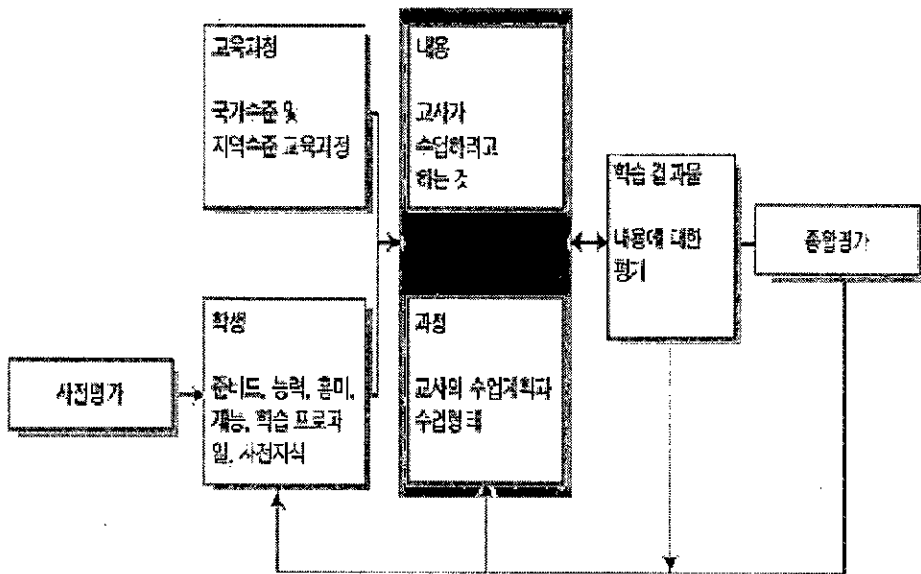 교육과정
국가수준 및
지역수준 교육과정
내용
교사가
수업하려고
하는 것
학습 결과물
내용에 대한
평가
종합평가
사전평가
학생
준비도, 능력, 흥미,
재능, 학습 프로파
일, 사전지식
과정
교사의 수업계획과
수업형태